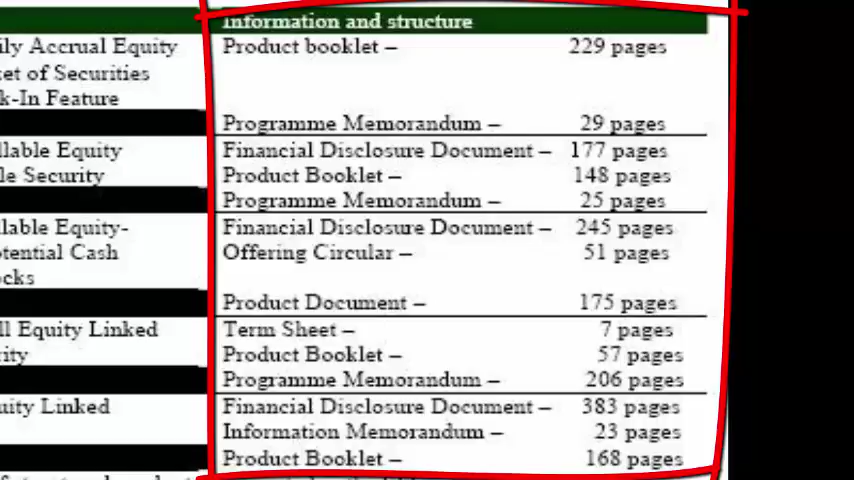 Information and structure
ily Accrual Equity Product booklet – 229 pages
et of Securities
k-In Feature
Programme Memorandum – 29 pages
llable Equity Financial Disclosure Document – 177 pages
le Security Product Booklet – 148 pages
Programme Memorandum – 25 pages
llable Equity- Financial Disclosure Document – 245 pages
otential Cash Offering Circular – 51 pages
ocks
Product Document – 175 pages
ll Equity Linked Term Sheet – 7 pages
rity Product Booklet – 57 pages
Programme Memorandum – 206 pages
uity Linked Financial Disclosure Document – 383 pages
Information Memorandum – 23 pages
Product Booklet – 168 pages